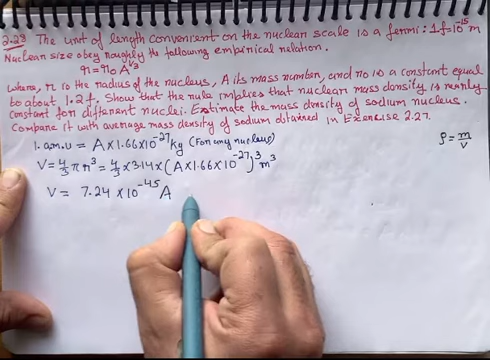 2.28 The unit of length convenient on the nuclear scale is a fermi : 1f=10⁻¹⁵ m
Nuclear size obey roughly the following empirical relation.
r = r₀ A^1/3
where, r is the radius of the nucleus, A its mass number, and r₀ is a constant equal
to about 1.2 f. Show that the rule implies that nuclear mass density is nearly
constant for different nuclei. Estimate the mass density of sodium nucleus.
Compare it with average mass density of sodium obtained in Exercise 2.27.
1. a.m.u = A×1.66×10⁻²⁷ kg (For any nucleus)
ρ = m/V
V = 4/3 π r³ = 4/3 × 3.14 × (A×1.66×10⁻²⁷)³ m³
V = 7.24 × 10⁻⁴⁵ A